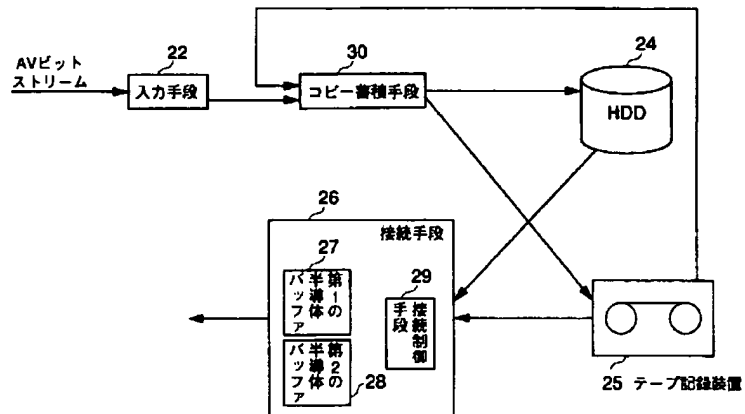 AVビット
ストリーム
22
入力手段
30
コピー蓄積手段
24
HDD
26
接続手段
27
第1の
半導体
バッファ
29
接続制御
手段
第2の
半導体
バッファ
28
25 テープ記録装置